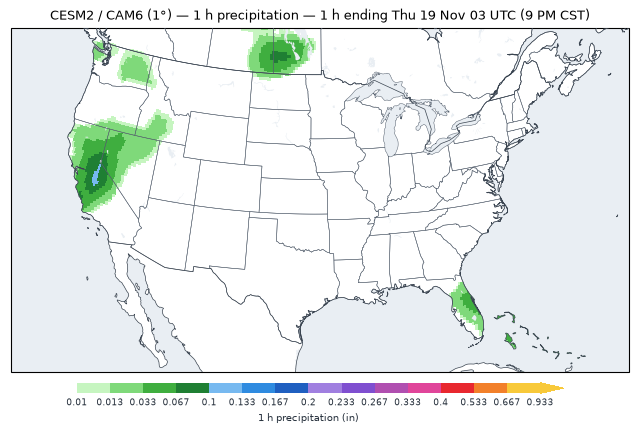 CESM2 / CAM6 (1°) — 1 h precipitation — 1 h ending Thu 19 Nov 03 UTC (9 PM CST)
0.01 0.013 0.033 0.067 0.1 0.133 0.167 0.2 0.233 0.267 0.333 0.4 0.533 0.667 0.933
1 h precipitation (in)